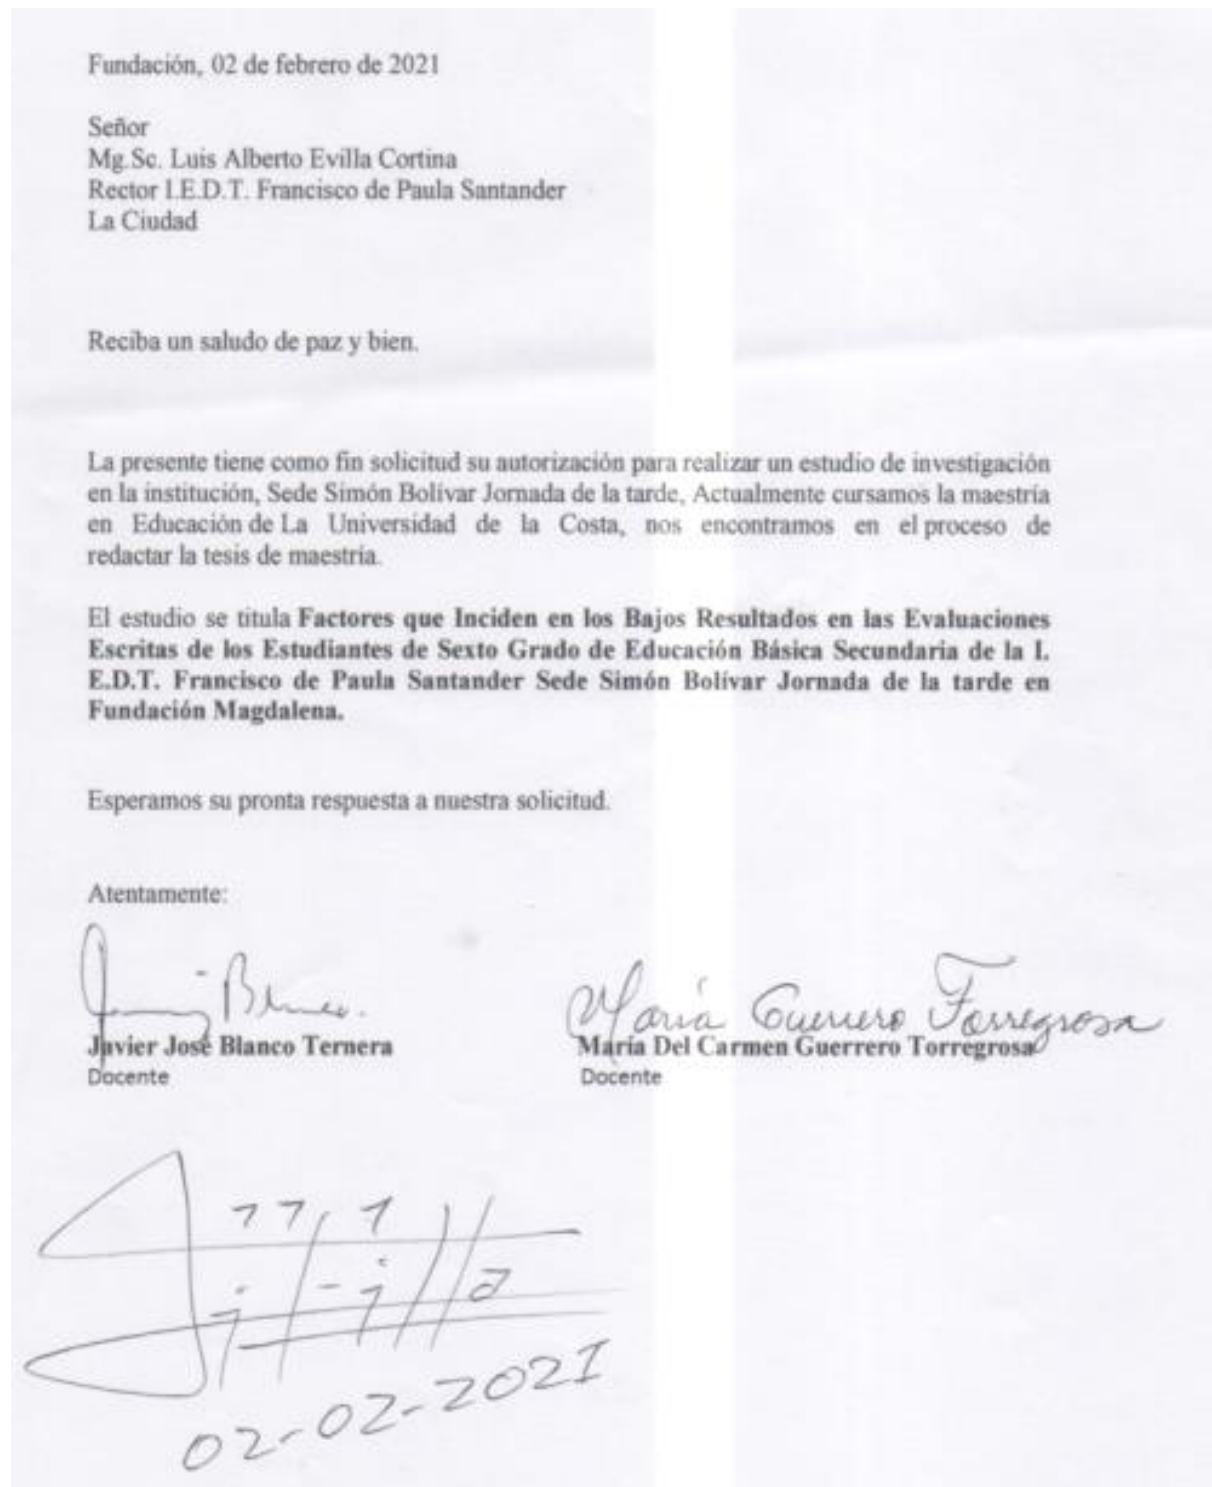 Fundación, 02 de febrero de 2021
Señor
Mg.Sc. Luis Alberto Evilla Cortina
Rector I.E.D.T. Francisco de Paula Santander
La Ciudad
Reciba un saludo de paz y bien.
La presente tiene como fin solicitud su autorización para realizar un estudio de investigación
en la institución, Sede Simón Bolívar Jornada de la tarde, Actualmente cursamos la maestría
en Educación de La Universidad de la Costa, nos encontramos en el proceso de
redactar la tesis de maestría.
El estudio se titula Factores que Inciden en los Bajos Resultados en las Evaluaciones
Escritas de los Estudiantes de Sexto Grado de Educación Básica Secundaria de la I.
E.D.T. Francisco de Paula Santander Sede Simón Bolívar Jornada de la tarde en
Fundación Magdalena.
Esperamos su pronta respuesta a nuestra solicitud.
Atentamente:
Blanco. María Guerrero Torregrosa
Javier José Blanco Ternera María Del Carmen Guerrero Torregrosa
Docente Docente
02-02-2021